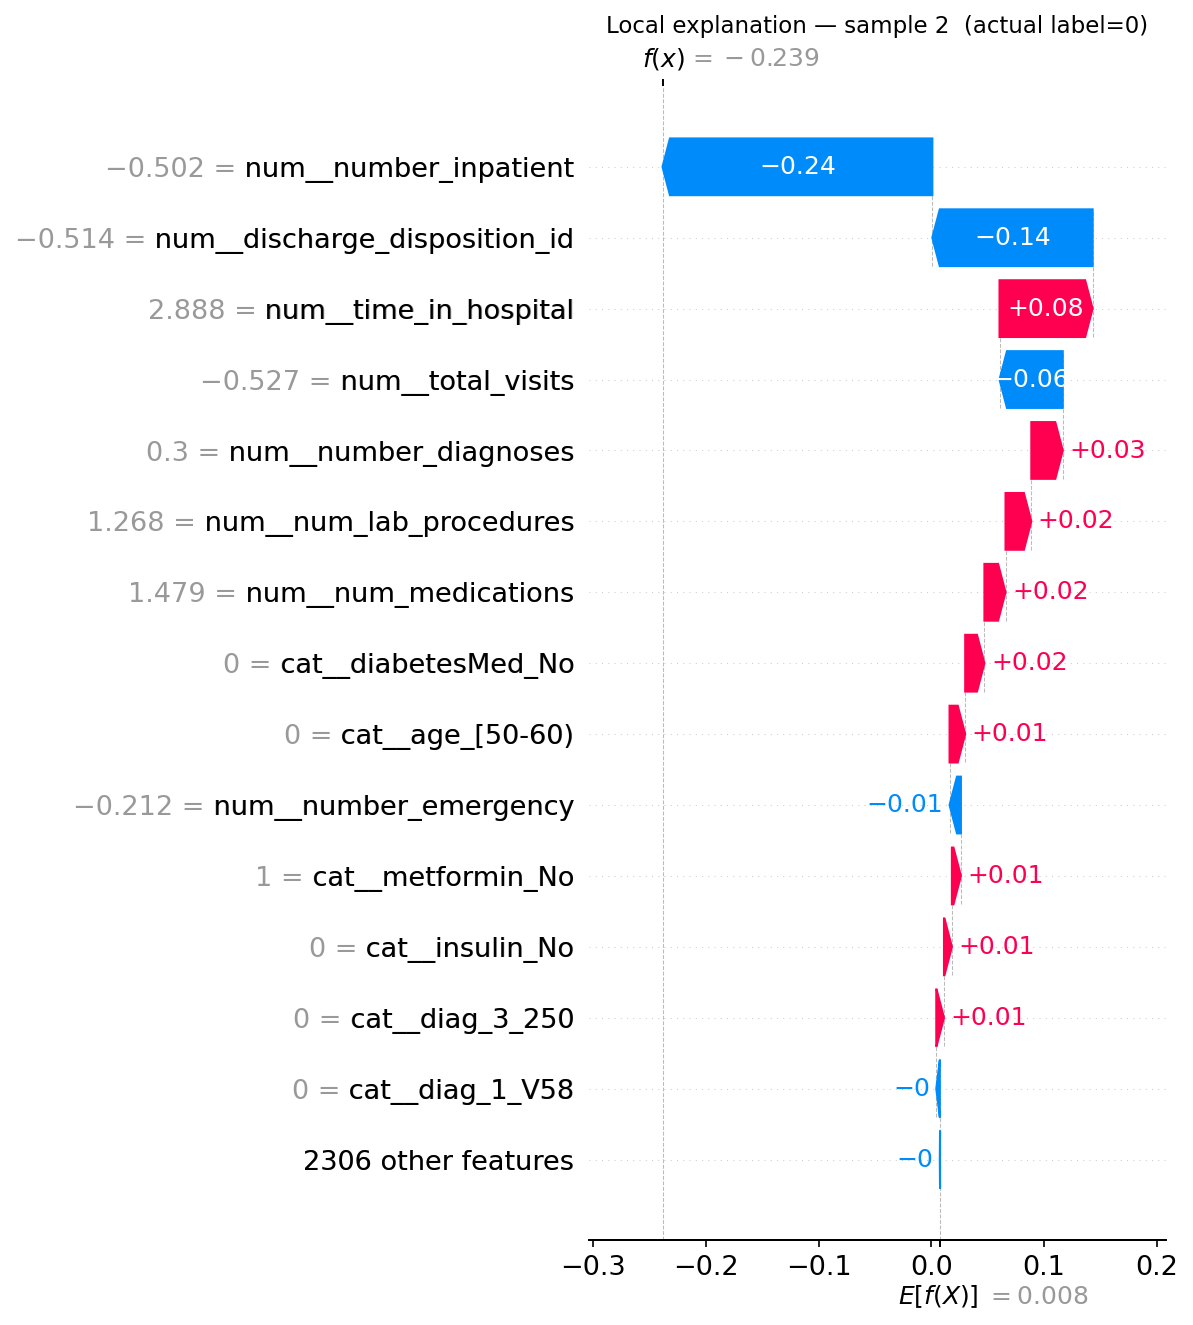 Local explanation — sample 2  (actual label=0)
f(x) = −0.239
−0.502 = num__number_inpatient −0.24
−0.514 = num__discharge_disposition_id −0.14
2.888 = num__time_in_hospital +0.08
−0.527 = num__total_visits −0.06
0.3 = num__number_diagnoses +0.03
1.268 = num__num_lab_procedures +0.02
1.479 = num__num_medications +0.02
0 = cat__diabetesMed_No +0.02
0 = cat__age_[50-60) +0.01
−0.212 = num__number_emergency −0.01
1 = cat__metformin_No +0.01
0 = cat__insulin_No +0.01
0 = cat__diag_3_250 +0.01
0 = cat__diag_1_V58 −0
2306 other features −0
−0.3 −0.2 −0.1 0.0 0.1 0.2
E[f(X)] = 0.008